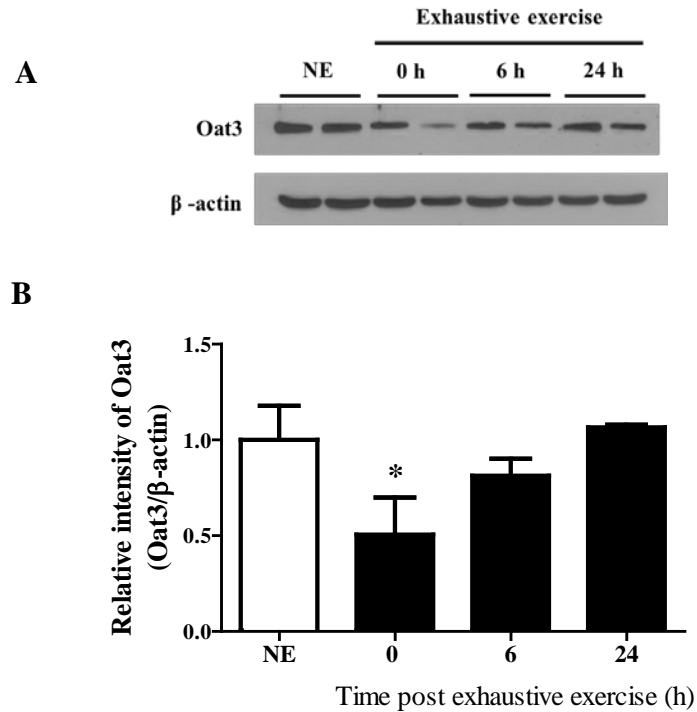 A
Exhaustive exercise
NE 0 h 6 h 24 h
Oat3
β -actin
B
Relative intensity of Oat3
(Oat3/β-actin)
1.5
1.0
0.5
0.0
*
NE 0 6 24
Time post exhaustive exercise (h)